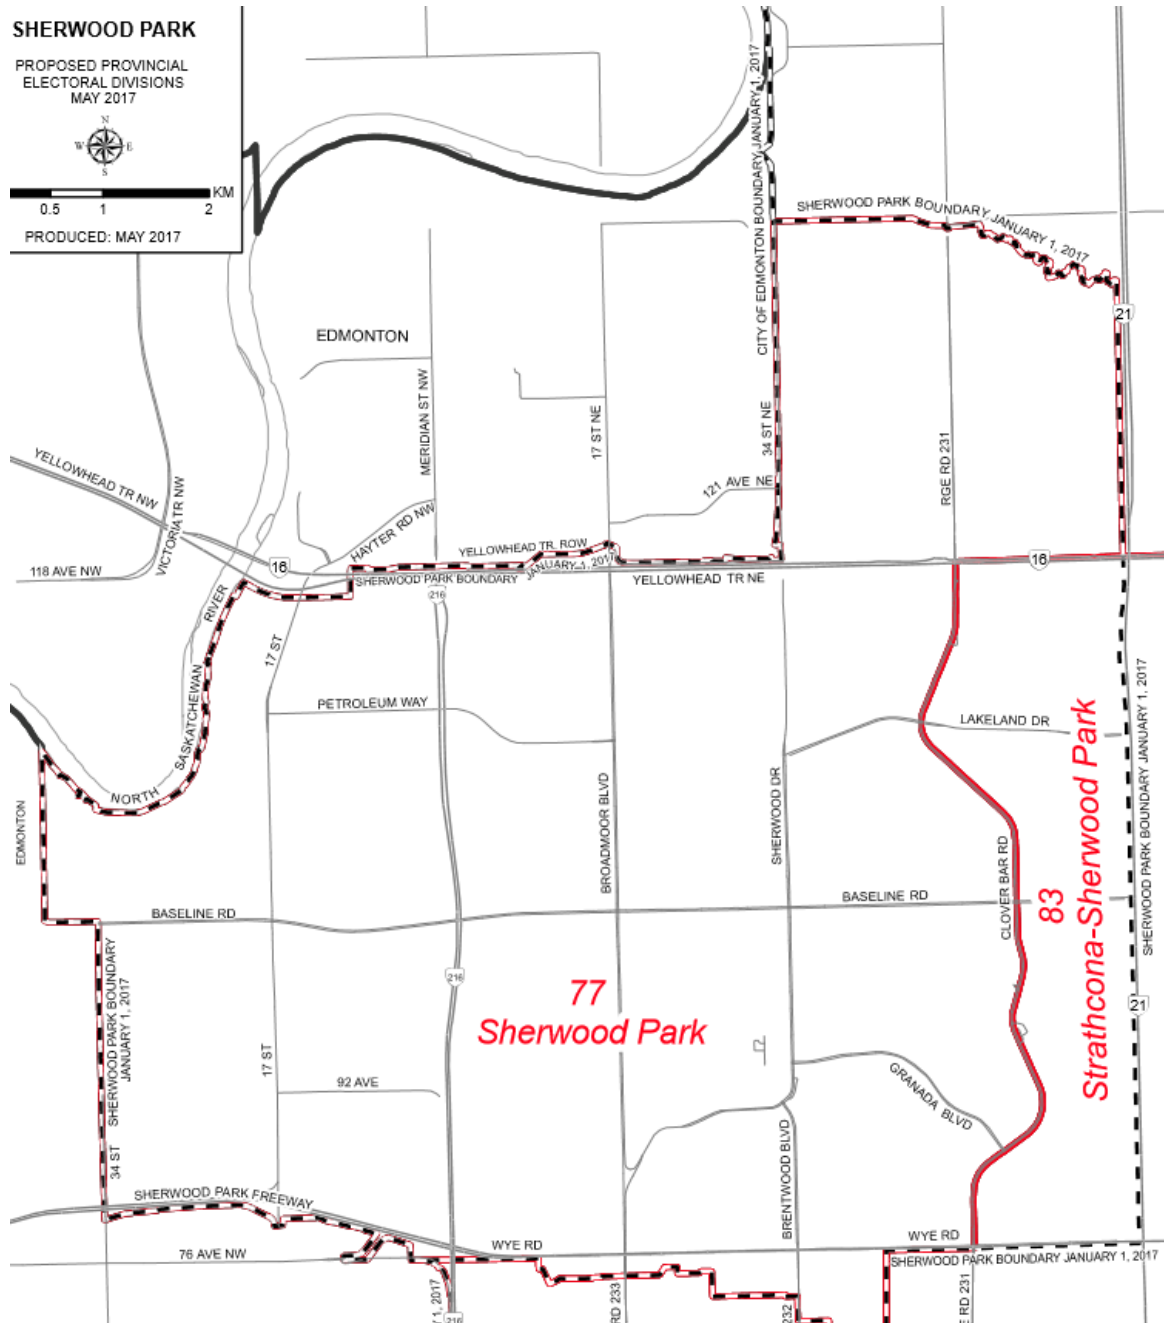 SHERWOOD PARK
PROPOSED PROVINCIAL
ELECTORAL DIVISIONS
MAY 2017
N
W E
S
KM
0.5 1 2
PRODUCED: MAY 2017
CITY OF EDMONTON BOUNDARY, JANUARY 1, 2017
SHERWOOD PARK BOUNDARY, JANUARY 1, 2017
21
EDMONTON
MERIDIAN ST NW
17 ST NE
34 ST NE
RGE RD 231
YELLOWHEAD TR NW
VICTORIA TR NW
HAYTER RD NW
121 AVE NE
YELLOWHEAD TR. ROW
16
118 AVE NW
SHERWOOD PARK BOUNDARY JANUARY 1, 2017
YELLOWHEAD TR NE
16
216
NORTH SASKATCHEWAN RIVER
17 ST
PETROLEUM WAY
LAKELAND DR
SHERWOOD PARK BOUNDARY JANUARY 1, 2017
EDMONTON
BROADMOOR BLVD
SHERWOOD DR
CLOVER BAR RD
83
Strathcona-Sherwood Park
BASELINE RD
BASELINE RD
SHERWOOD PARK BOUNDARY
JANUARY 1, 2017
216
77
Sherwood Park
21
17 ST
92 AVE
GRANADA BLVD
34 ST
BRENTWOOD BLVD
SHERWOOD PARK FREEWAY
76 AVE NW
WYE RD
WYE RD
SHERWOOD PARK BOUNDARY JANUARY 1, 2017
1, 2017
216
RD 233
232
E RD 231